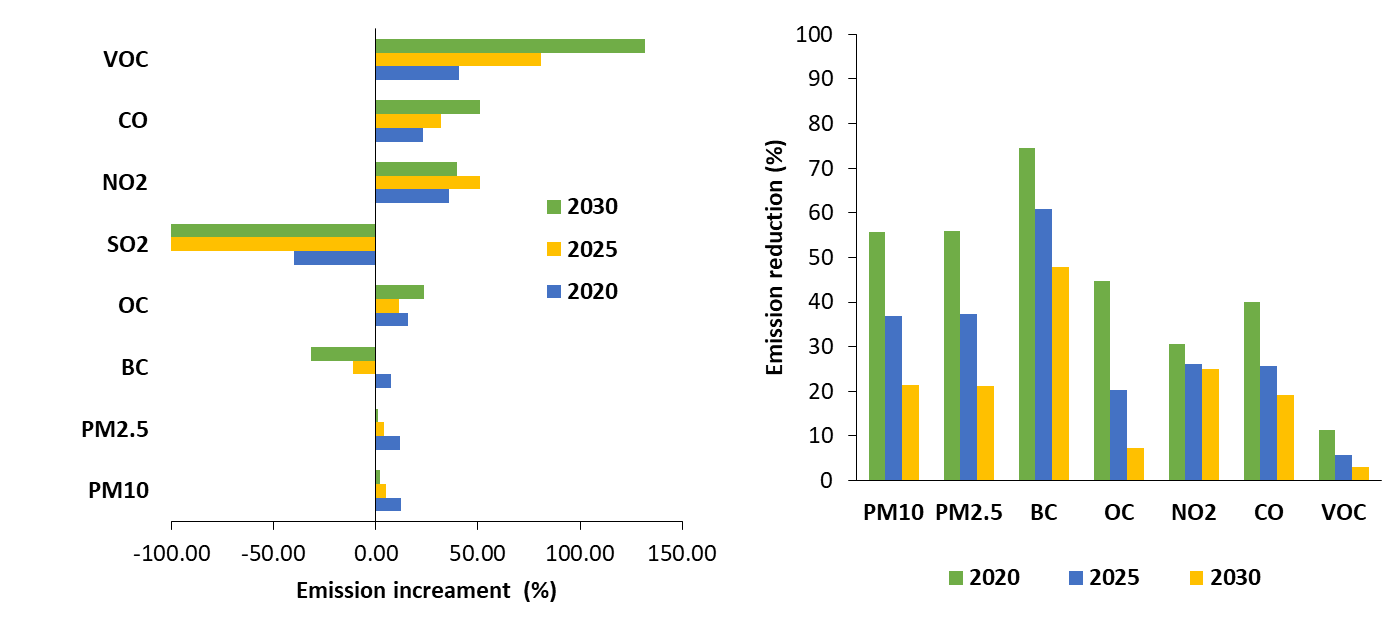 VOC
CO
NO2
SO2
OC
BC
PM2.5
PM10
2030
2025
2020
-100.00 -50.00 0.00 50.00 100.00 150.00
Emission increament (%)
100
90
80
70
60
50
40
30
20
10
0
Emission reduction (%)
PM10 PM2.5 BC OC NO2 CO VOC
2020 2025 2030